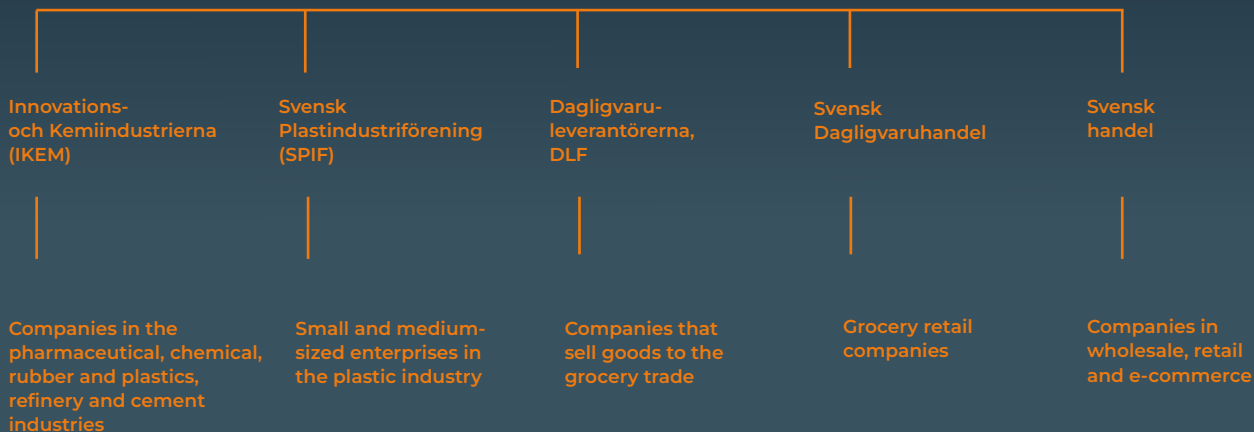 Innovations-
och Kemiindustrierna
(IKEM)
Svensk
Plastindustriförening
(SPIF)
Dagligvaru-
leverantörerna,
DLF
Svensk
Dagligvaruhandel
Svensk
handel
Companies in the
pharmaceutical, chemical,
rubber and plastics,
refinery and cement
industries
Small and medium-
sized enterprises in
the plastic industry
Companies that
sell goods to the
grocery trade
Grocery retail
companies
Companies in
wholesale, retail
and e-commerce